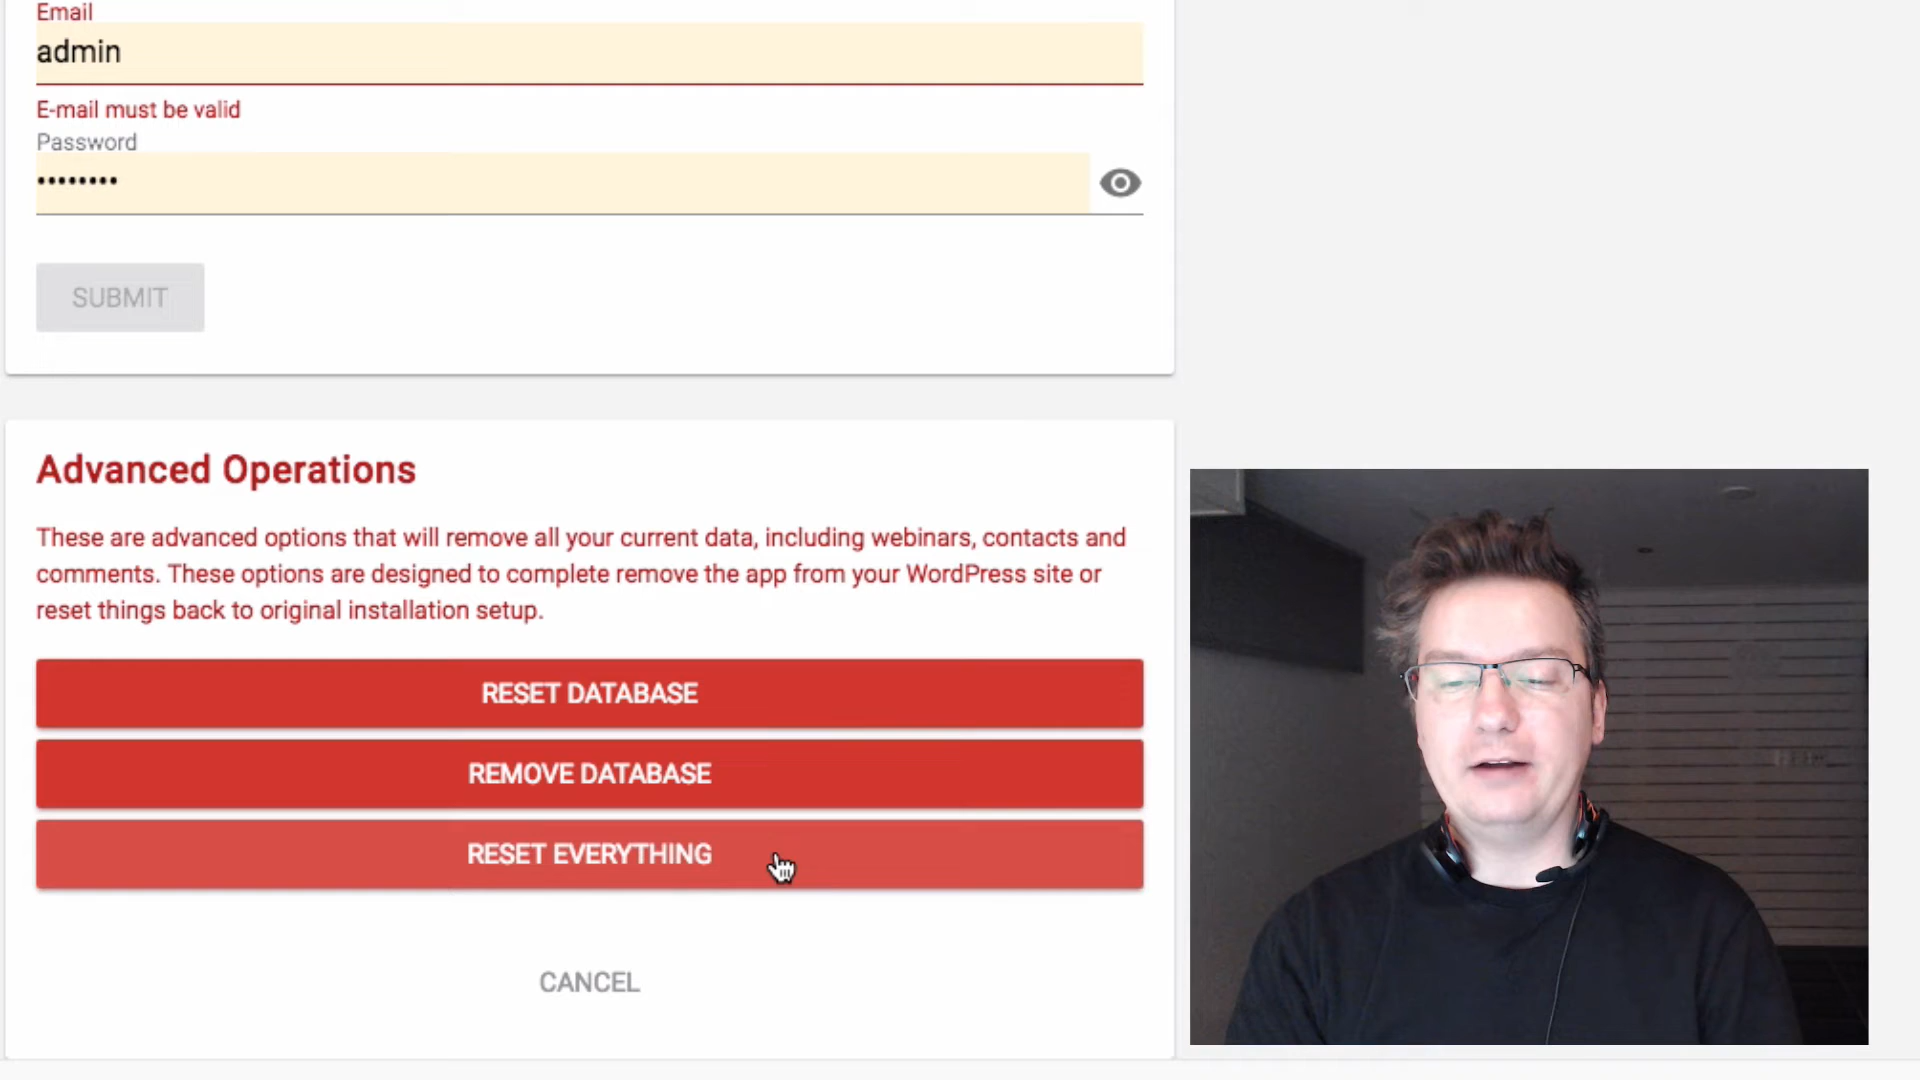 Email
admin
E-mail must be valid
Password
••••••••
SUBMIT
Advanced Operations
These are advanced options that will remove all your current data, including webinars, contacts and
comments. These options are designed to complete remove the app from your WordPress site or
reset things back to original installation setup.
RESET DATABASE
REMOVE DATABASE
RESET EVERYTHING
CANCEL